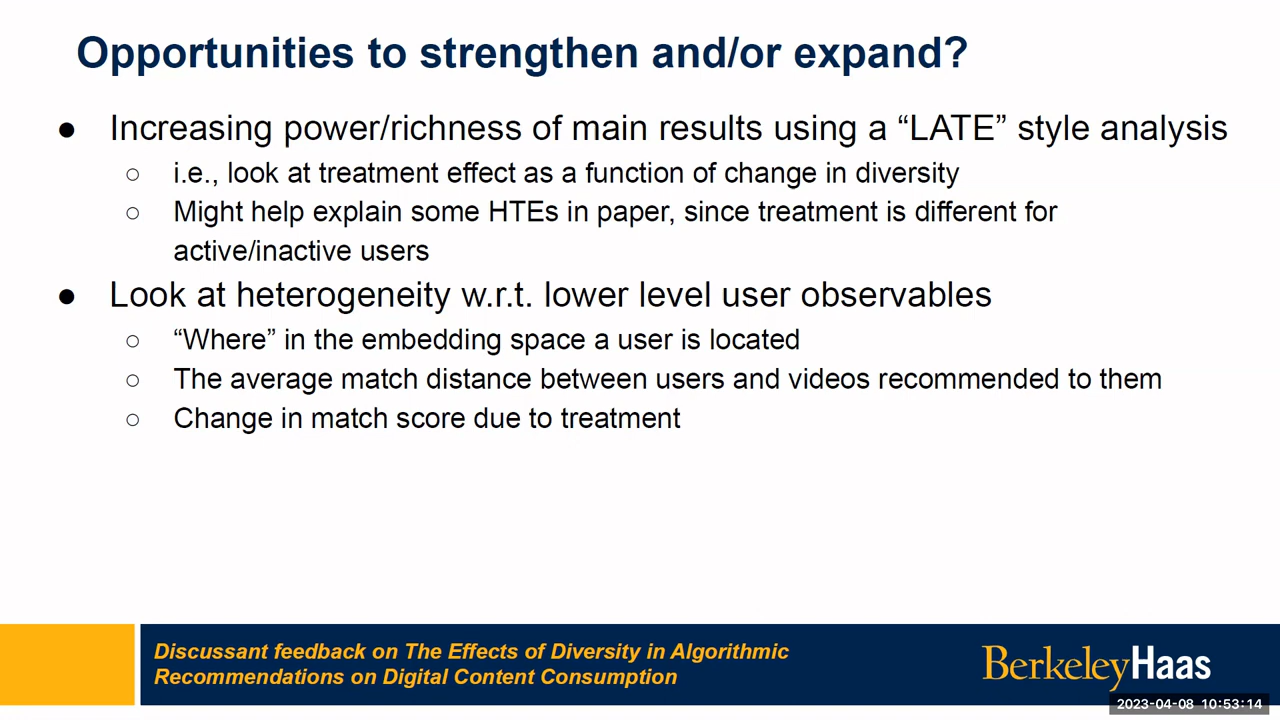 Opportunities to strengthen and/or expand?
● Increasing power/richness of main results using a “LATE” style analysis
○ i.e., look at treatment effect as a function of change in diversity
○ Might help explain some HTEs in paper, since treatment is different for
active/inactive users
● Look at heterogeneity w.r.t. lower level user observables
○ “Where” in the embedding space a user is located
○ The average match distance between users and videos recommended to them
○ Change in match score due to treatment
Discussant feedback on The Effects of Diversity in Algorithmic
Recommendations on Digital Content Consumption
BerkeleyHaas
2023-04-08 10:53:14